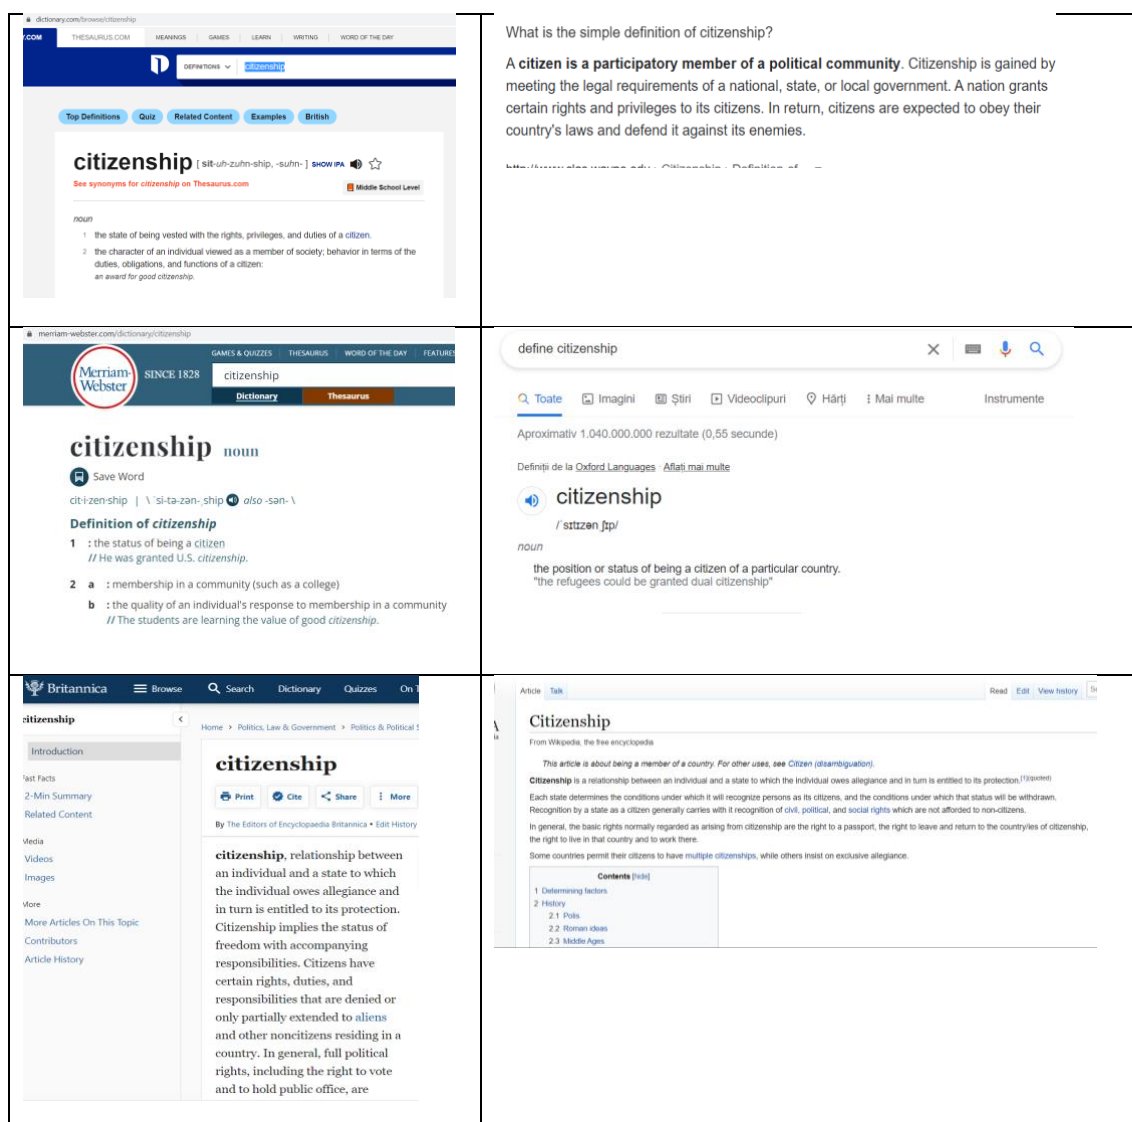 dictionary.com/browse/citizenship
.COM THESAURUS.COM MEANINGS GAMES LEARN WRITING WORD OF THE DAY
DEFINITIONS citizenship
Top Definitions Quiz Related Content Examples British
citizenship [ sit-uh-zuhn-ship, -suhn- ] SHOW IPA
See synonyms for citizenship on Thesaurus.com
Middle School Level
noun
1 the state of being vested with the rights, privileges, and duties of a citizen.
2 the character of an individual viewed as a member of society; behavior in terms of the
duties, obligations, and functions of a citizen:
an award for good citizenship.
What is the simple definition of citizenship?
A citizen is a participatory member of a political community. Citizenship is gained by
meeting the legal requirements of a national, state, or local government. A nation grants
certain rights and privileges to its citizens. In return, citizens are expected to obey their
country's laws and defend it against its enemies.
merriam-webster.com/dictionary/citizenship
GAMES & QUIZZES THESAURUS WORD OF THE DAY FEATURES
Merriam-
Webster
SINCE 1828
citizenship
Dictionary Thesaurus
citizenship noun
Save Word
cit·i·zen·ship | \ ˈsi-tə-zən-ˌship also -sən- \
Definition of citizenship
1 : the status of being a citizen
// He was granted U.S. citizenship.
2 a : membership in a community (such as a college)
b : the quality of an individual's response to membership in a community
// The students are learning the value of good citizenship.
define citizenship
Toate Imagini Știri Videoclipuri Hărți Mai multe Instrumente
Aproximativ 1.040.000.000 rezultate (0,55 secunde)
Definiții de la Oxford Languages · Aflați mai multe
citizenship
/ˈsɪtɪzən ʃɪp/
noun
the position or status of being a citizen of a particular country.
"the refugees could be granted dual citizenship"
Britannica Browse Search Dictionary Quizzes On T
citizenship
Introduction
Fast Facts
2-Min Summary
Related Content
Media
Videos
Images
More
More Articles On This Topic
Contributors
Article History
Home > Politics, Law & Government > Politics & Political S
citizenship
Print Cite Share More
By The Editors of Encyclopaedia Britannica • Edit History
citizenship, relationship between
an individual and a state to which
the individual owes allegiance and
in turn is entitled to its protection.
Citizenship implies the status of
freedom with accompanying
responsibilities. Citizens have
certain rights, duties, and
responsibilities that are denied or
only partially extended to aliens
and other noncitizens residing in a
country. In general, full political
rights, including the right to vote
and to hold public office, are
Article Talk Read Edit View history
Citizenship
From Wikipedia, the free encyclopedia
This article is about being a member of a country. For other uses, see Citizen (disambiguation).
Citizenship is a relationship between an individual and a state to which the individual owes allegiance and in turn is entitled to its protection.[1](quoted)
Each state determines the conditions under which it will recognize persons as its citizens, and the conditions under which that status will be withdrawn.
Recognition by a state as a citizen generally carries with it recognition of civil, political, and social rights which are not afforded to non-citizens.
In general, the basic rights normally regarded as arising from citizenship are the right to a passport, the right to leave and return to the country/ies of citizenship,
the right to live in that country and to work there.
Some countries permit their citizens to have multiple citizenships, while others insist on exclusive allegiance.
Contents [hide]
1 Determining factors
2 History
2.1 Polis
2.2 Roman ideas
2.3 Middle Ages